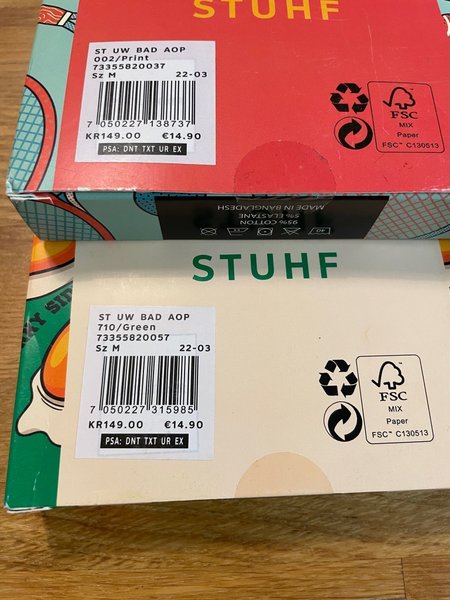 STUHF
ST UW BAD AOP
002/Print
73355820037
Sz M 22-03
7 050227 138737
KR149.00 €14.90
PSA: DNT TXT UR EX
FSC
MIX
Paper
FSC™ C130513
MADE IN BANGLADESH
5% ELASTANE
95% COTTON
40
STUHF
ST UW BAD AOP
710/Green
73355820057
Sz M 22-03
7 050227 315985
KR149.00 €14.90
PSA: DNT TXT UR EX
FSC
MIX
Paper
FSC™ C130513